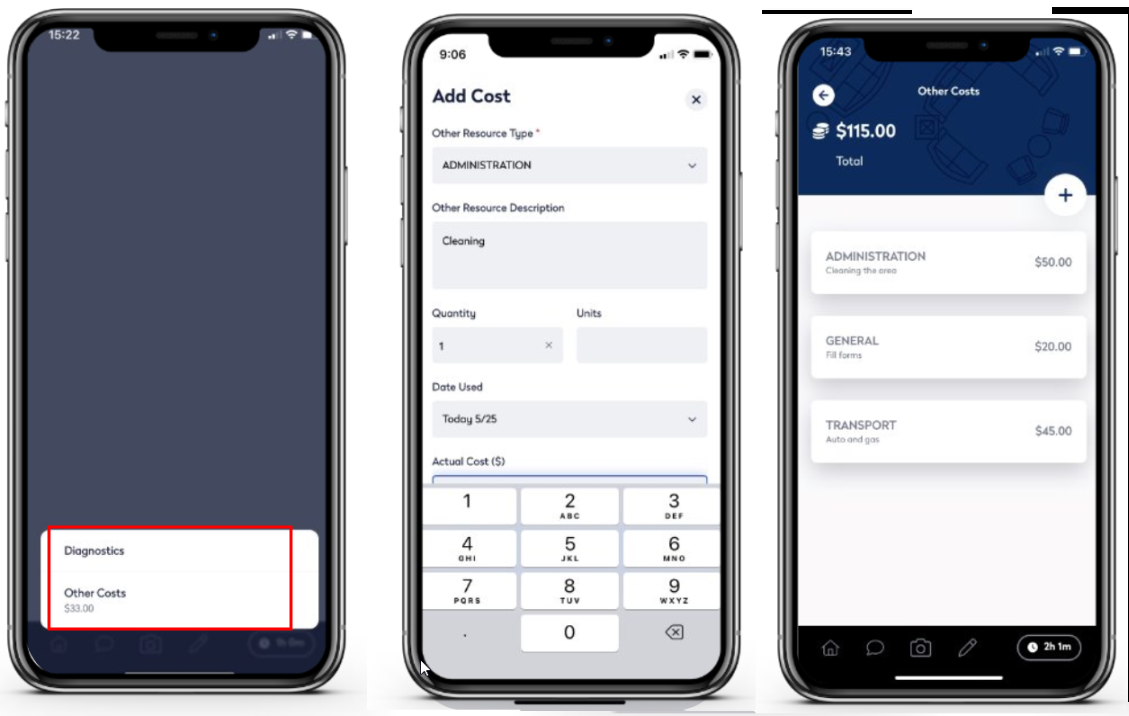 15:22
Diagnostics
Other Costs
$33.00
9:06
Add Cost
Other Resource Type *
ADMINISTRATION
Other Resource Description
Cleaning
Quantity
Units
1
Date Used
Today 5/25
Actual Cost ($)
1
2
ABC
3
DEF
4
GHI
5
JKL
6
MNO
7
PQRS
8
TUV
9
WXYZ
.
0
15:43
Other Costs
$115.00
Total
+
ADMINISTRATION
$50.00
Cleaning the area
GENERAL
$20.00
Fill forms
TRANSPORT
$45.00
Auto and gas
2h 1m